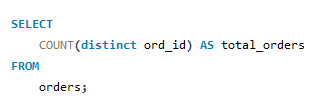 SELECT
    COUNT(distinct ord_id) AS total_orders
FROM
    orders;